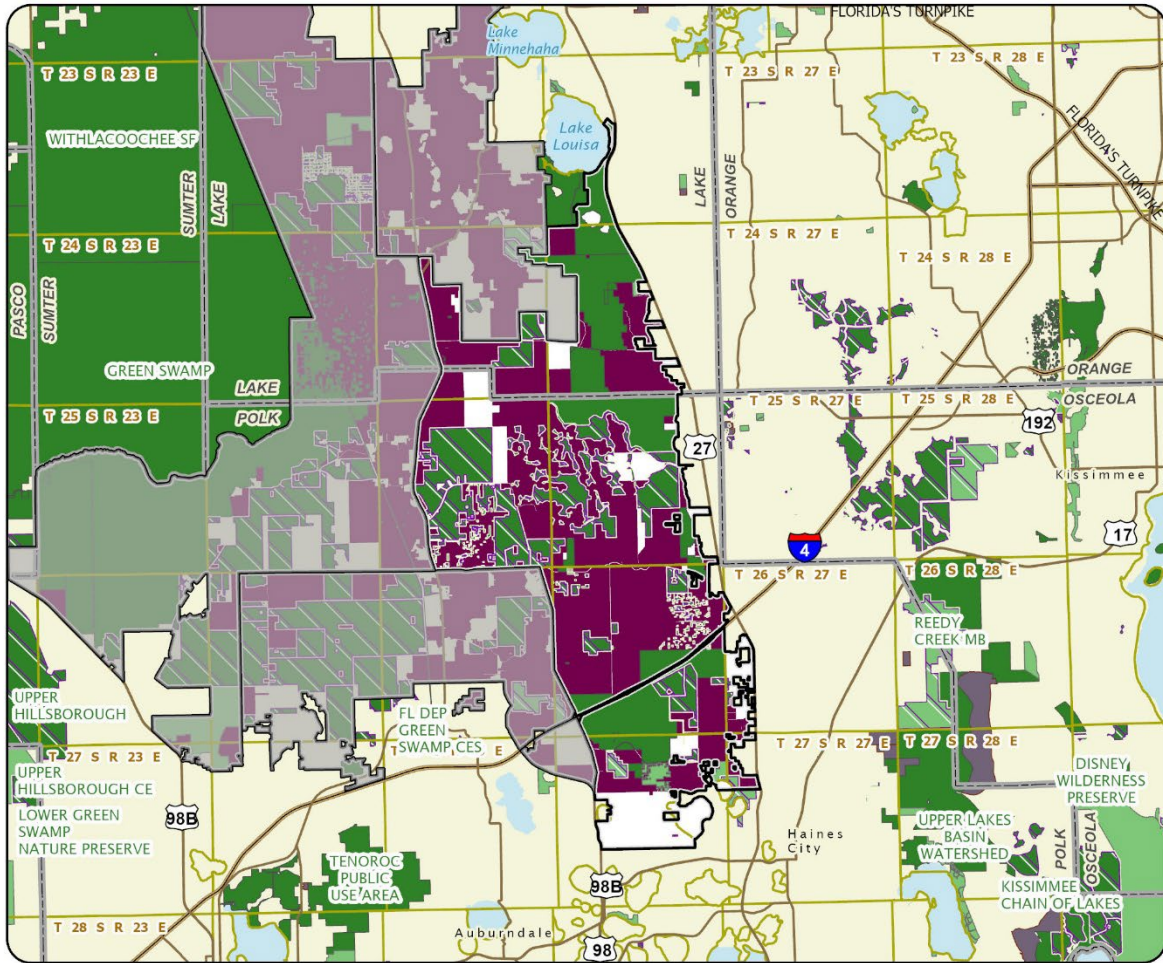 FLORIDA'S TURNPIKE
Lake
Minnehaha
T 23 S R 23 E
T 23 S R 27 E
T 23 S R 28 E
FLORIDA'S TURNPIKE
WITHLACOOCHEE SF
Lake
Louisa
SUMTER
LAKE
LAKE
ORANGE
T 24 S R 23 E
T 24 S R 27 E
T 24 S R 28 E
PASCO
SUMTER
GREEN SWAMP
LAKE
POLK
ORANGE
OSCEOLA
T 25 S R 23 E
T 25 S R 27 E
T 25 S R 28 E
192
27
Kissimmee
17
4
T 26 S R 27 E
T 26 S R 28 E
REEDY
CREEK MB
UPPER
HILLSBOROUGH
FL DEP
GREEN
SWAMP CES
T 27 S R 23 E
E
T 27 S R 27 E
T 27 S R 28 E
UPPER
HILLSBOROUGH CE
DISNEY
WILDERNESS
PRESERVE
LOWER GREEN
SWAMP
NATURE PRESERVE
98B
Haines
City
UPPER LAKES
BASIN
WATERSHED
POLK
OSCEOLA
TENOROC
PUBLIC
USE AREA
98B
KISSIMMEE
CHAIN OF LAKES
T 28 S R 23 E
Auburndale
98